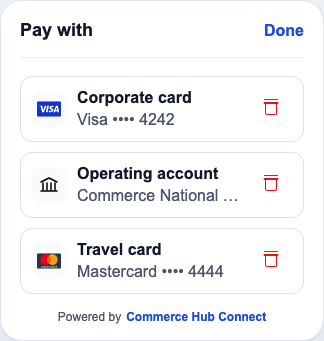 Pay with
Done
VISA
Corporate card
Visa •••• 4242
Operating account
Commerce National …
Travel card
Mastercard •••• 4444
Powered by Commerce Hub Connect